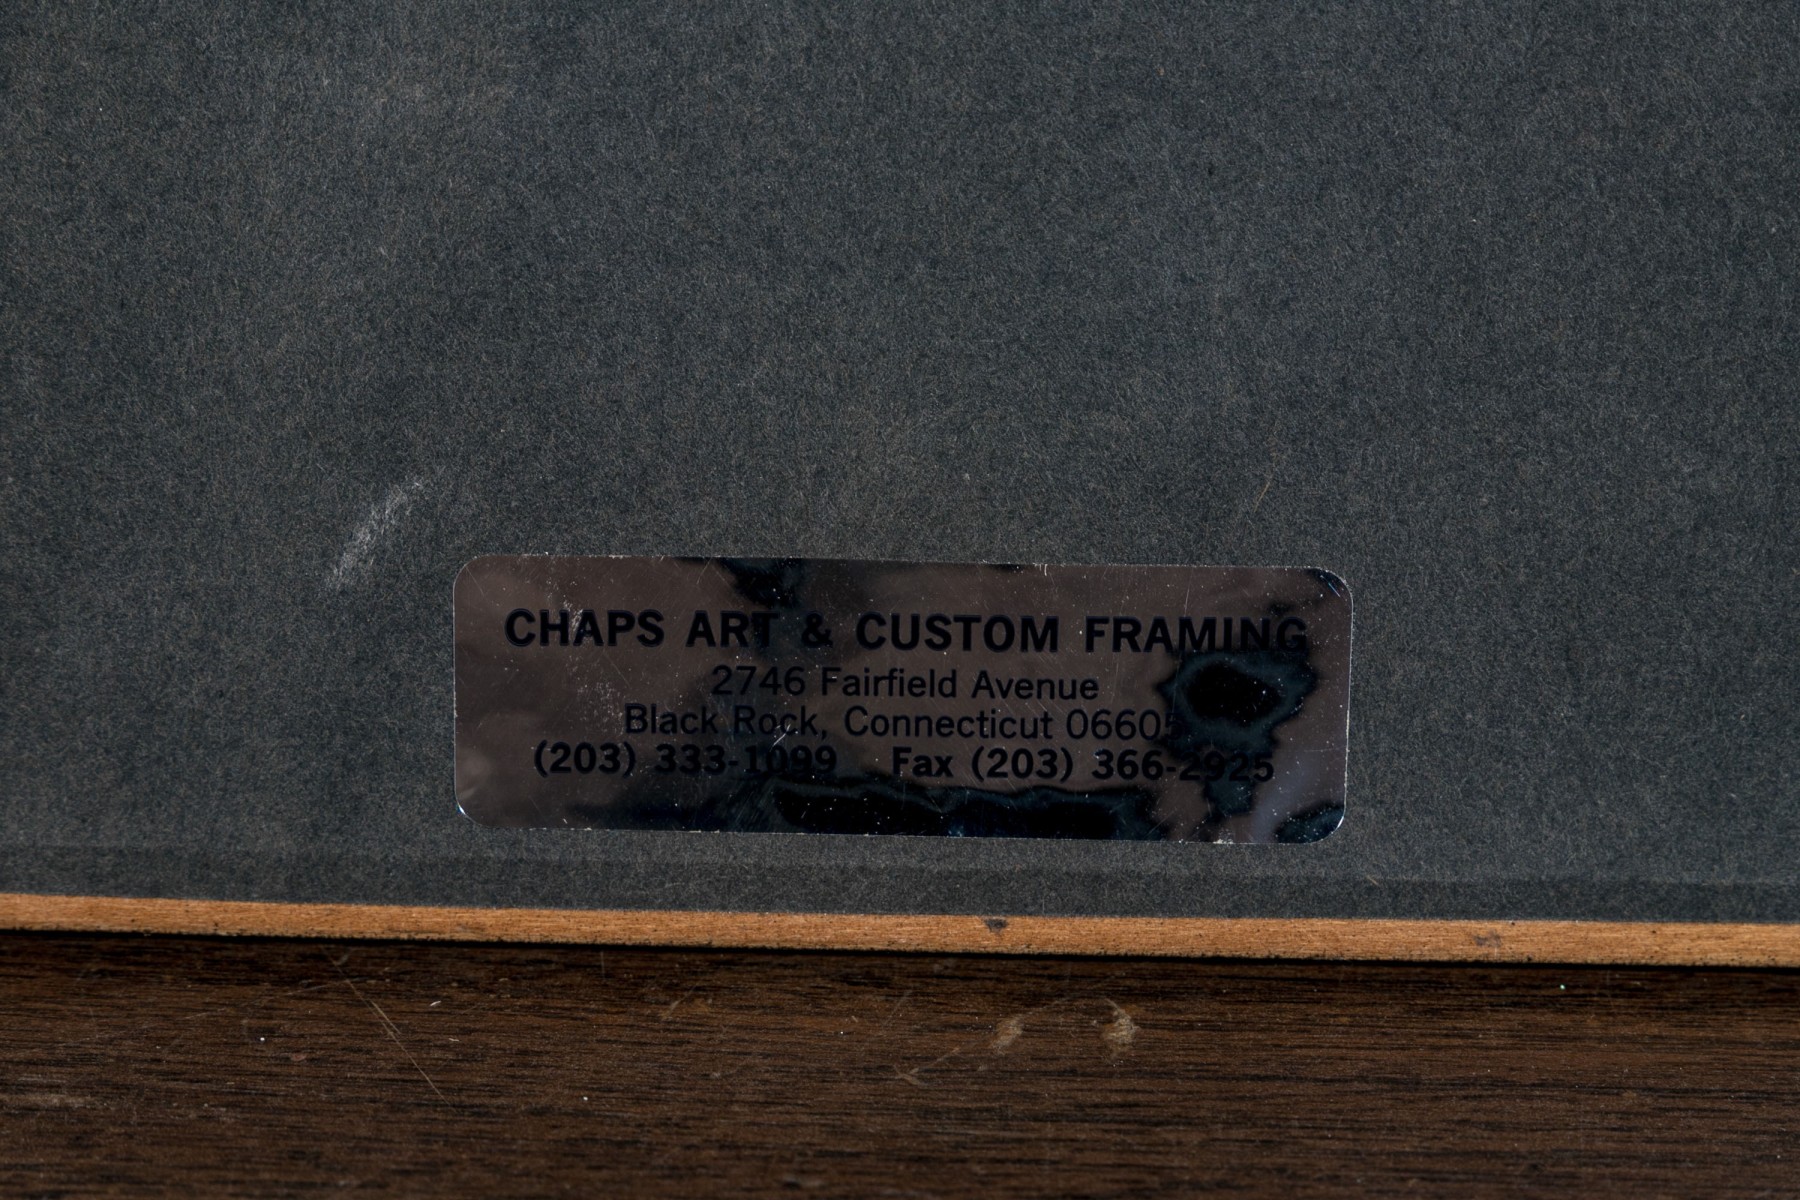 CHAPS ART & CUSTOM FRAMING
2746 Fairfield Avenue
Black Rock, Connecticut 06605
(203) 333-1099 Fax (203) 366-2925